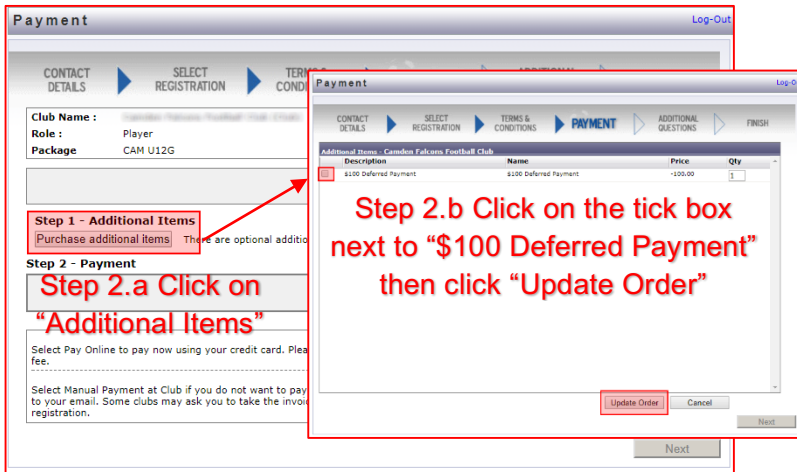 Payment
Log-Out
CONTACT DETAILS
SELECT REGISTRATION
Club Name :
Role : Player
Package CAM U12G
Step 1 - Additional Items
Purchase additional items There are optional additio
Step 2 - Payment
Step 2.a Click on
“Additional Items”
Select Pay Online to pay now using your credit card. Plea
fee.
Select Manual Payment at Club if you do not want to pay
to your email. Some clubs may ask you to take the invoi
registration.
Next
Payment
CONTACT DETAILS
SELECT REGISTRATION
TERMS & CONDITIONS
PAYMENT
ADDITIONAL QUESTIONS
FINISH
Additional Items - Camden Falcons Football Club
Description Name Price Qty
$100 Deferred Payment $100 Deferred Payment -100.00 1
Step 2.b Click on the tick box
next to “$100 Deferred Payment”
then click “Update Order”
Update Order Cancel
Next